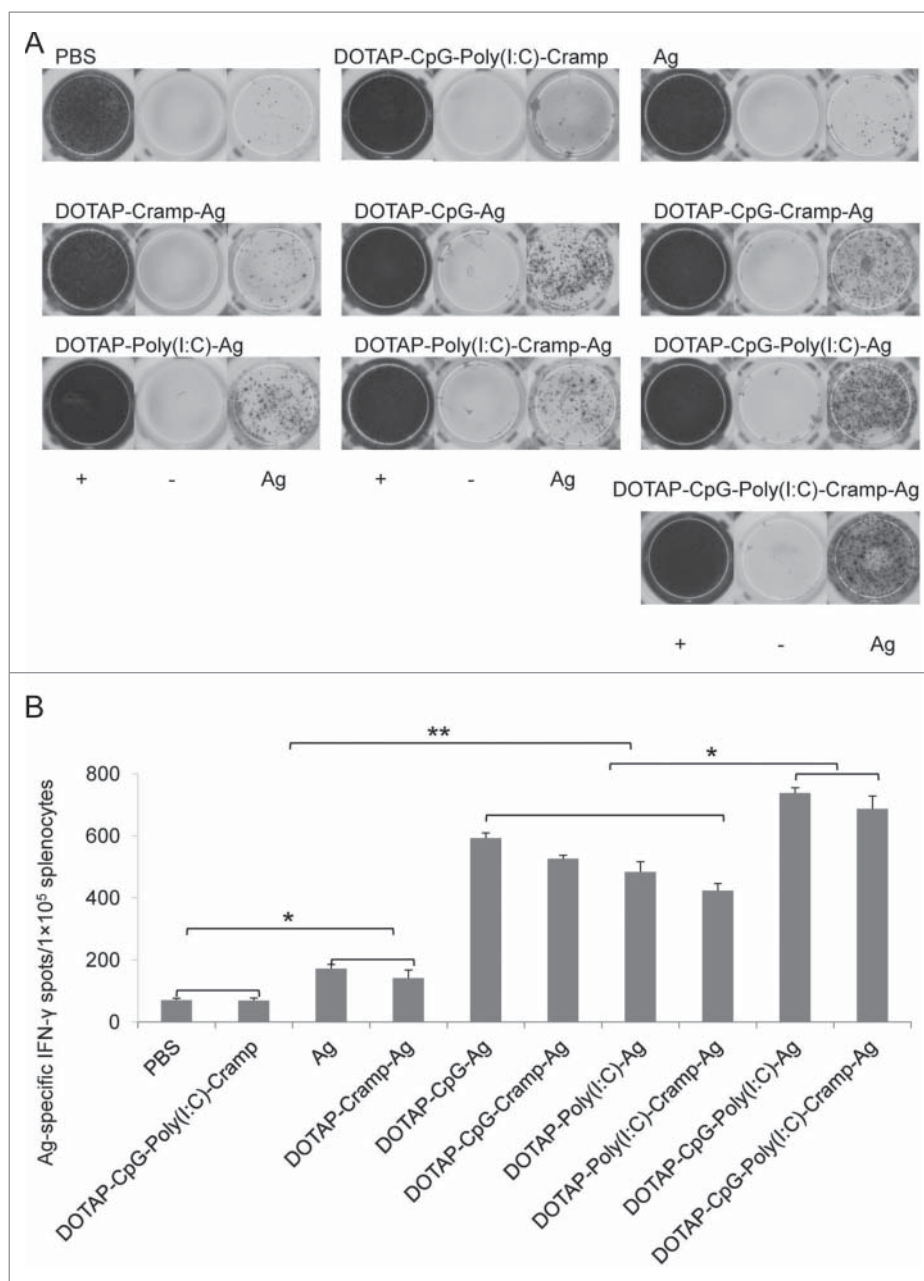 A
PBS DOTAP-CpG-Poly(I:C)-Cramp Ag
DOTAP-Cramp-Ag DOTAP-CpG-Ag DOTAP-CpG-Cramp-Ag
DOTAP-Poly(I:C)-Ag DOTAP-Poly(I:C)-Cramp-Ag DOTAP-CpG-Poly(I:C)-Ag
+ - Ag + - Ag
DOTAP-CpG-Poly(I:C)-Cramp-Ag
+ - Ag
B
** 
*
*
Ag-specific IFN-γ spots/1×10⁵ splenocytes
800
600
400
200
0
PBS
DOTAP-CpG-Poly(I:C)-Cramp
Ag
DOTAP-Cramp-Ag
DOTAP-CpG-Ag
DOTAP-CpG-Cramp-Ag
DOTAP-Poly(I:C)-Ag
DOTAP-Poly(I:C)-Cramp-Ag
DOTAP-CpG-Poly(I:C)-Ag
DOTAP-CpG-Poly(I:C)-Cramp-Ag